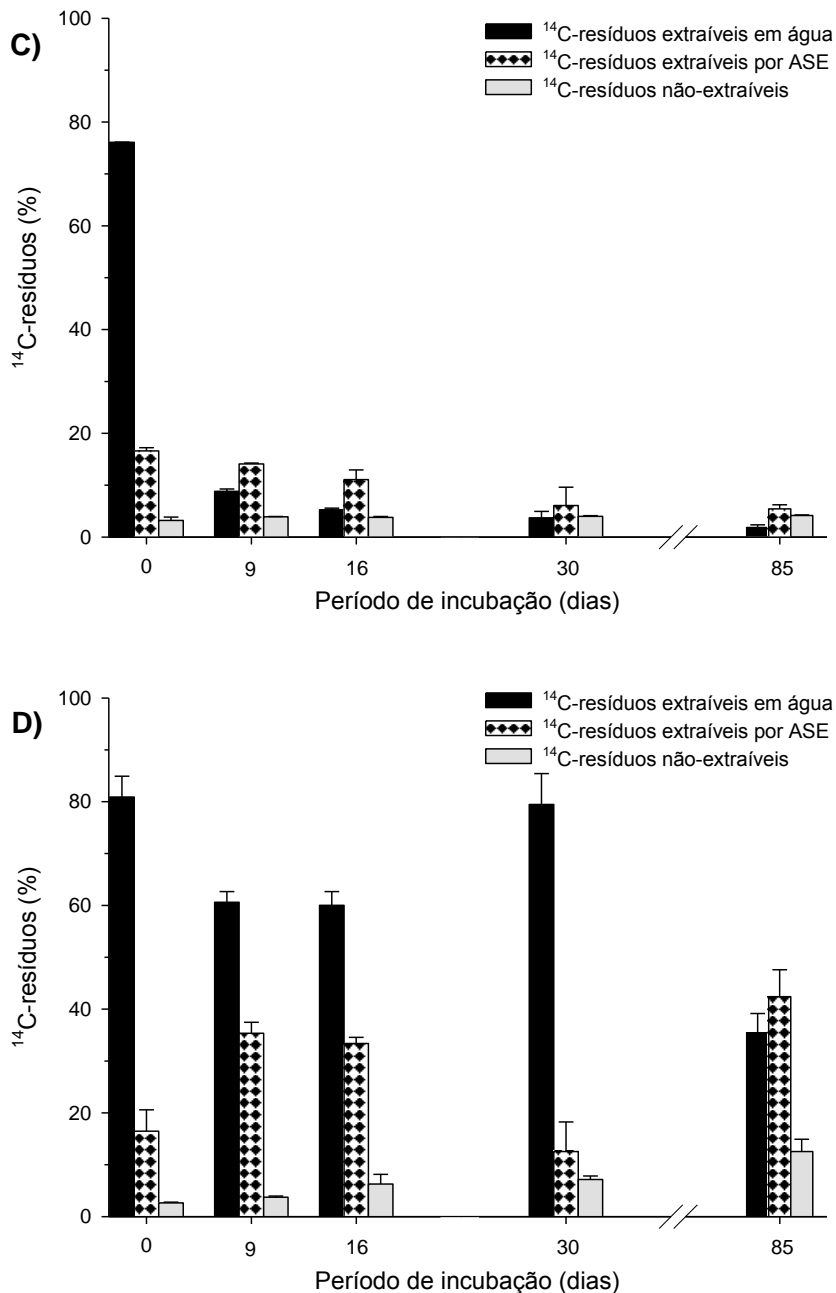 C)
100
80
60
40
20
0
¹⁴C-resíduos (%)
¹⁴C-resíduos extraíveis em água
¹⁴C-resíduos extraíveis por ASE
¹⁴C-resíduos não-extraíveis
0 9 16 30 85
Período de incubação (dias)
D)
100
80
60
40
20
0
¹⁴C-resíduos (%)
¹⁴C-resíduos extraíveis em água
¹⁴C-resíduos extraíveis por ASE
¹⁴C-resíduos não-extraíveis
0 9 16 30 85
Período de incubação (dias)